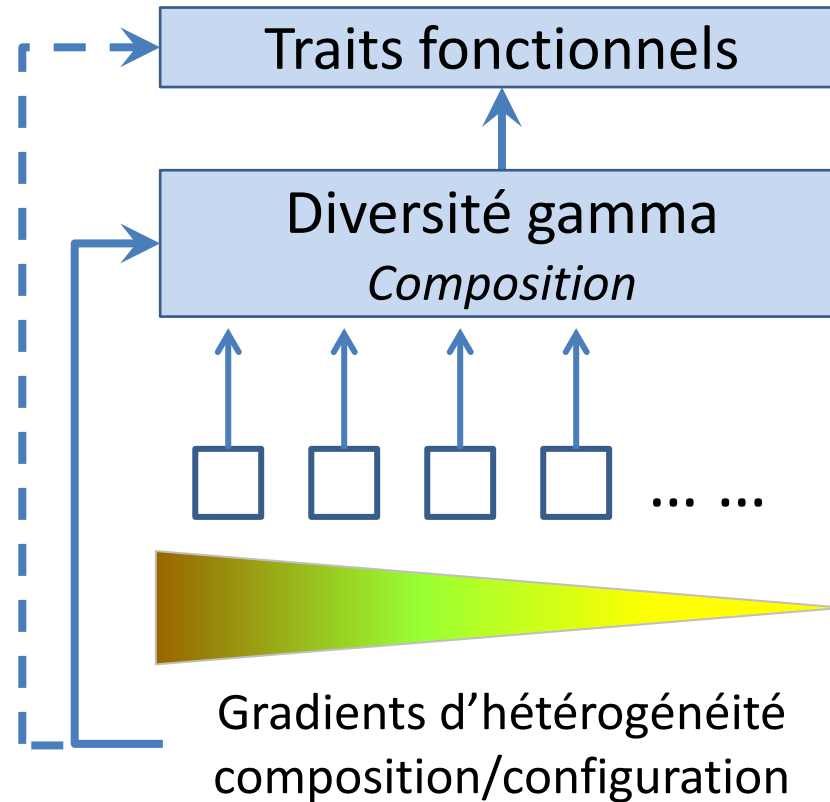 Traits fonctionnels
Diversité gamma
Composition
... ...
Gradients d’hétérogénéité
composition/configuration